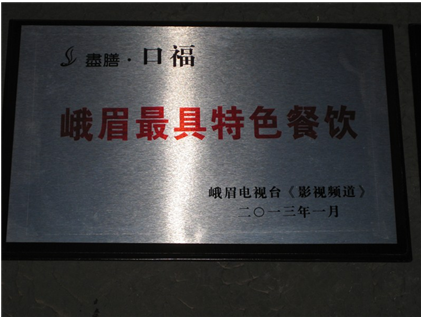 盡膳·口福
峨眉最具特色餐饮
峨眉电视台《影视频道》
二〇一三年一月